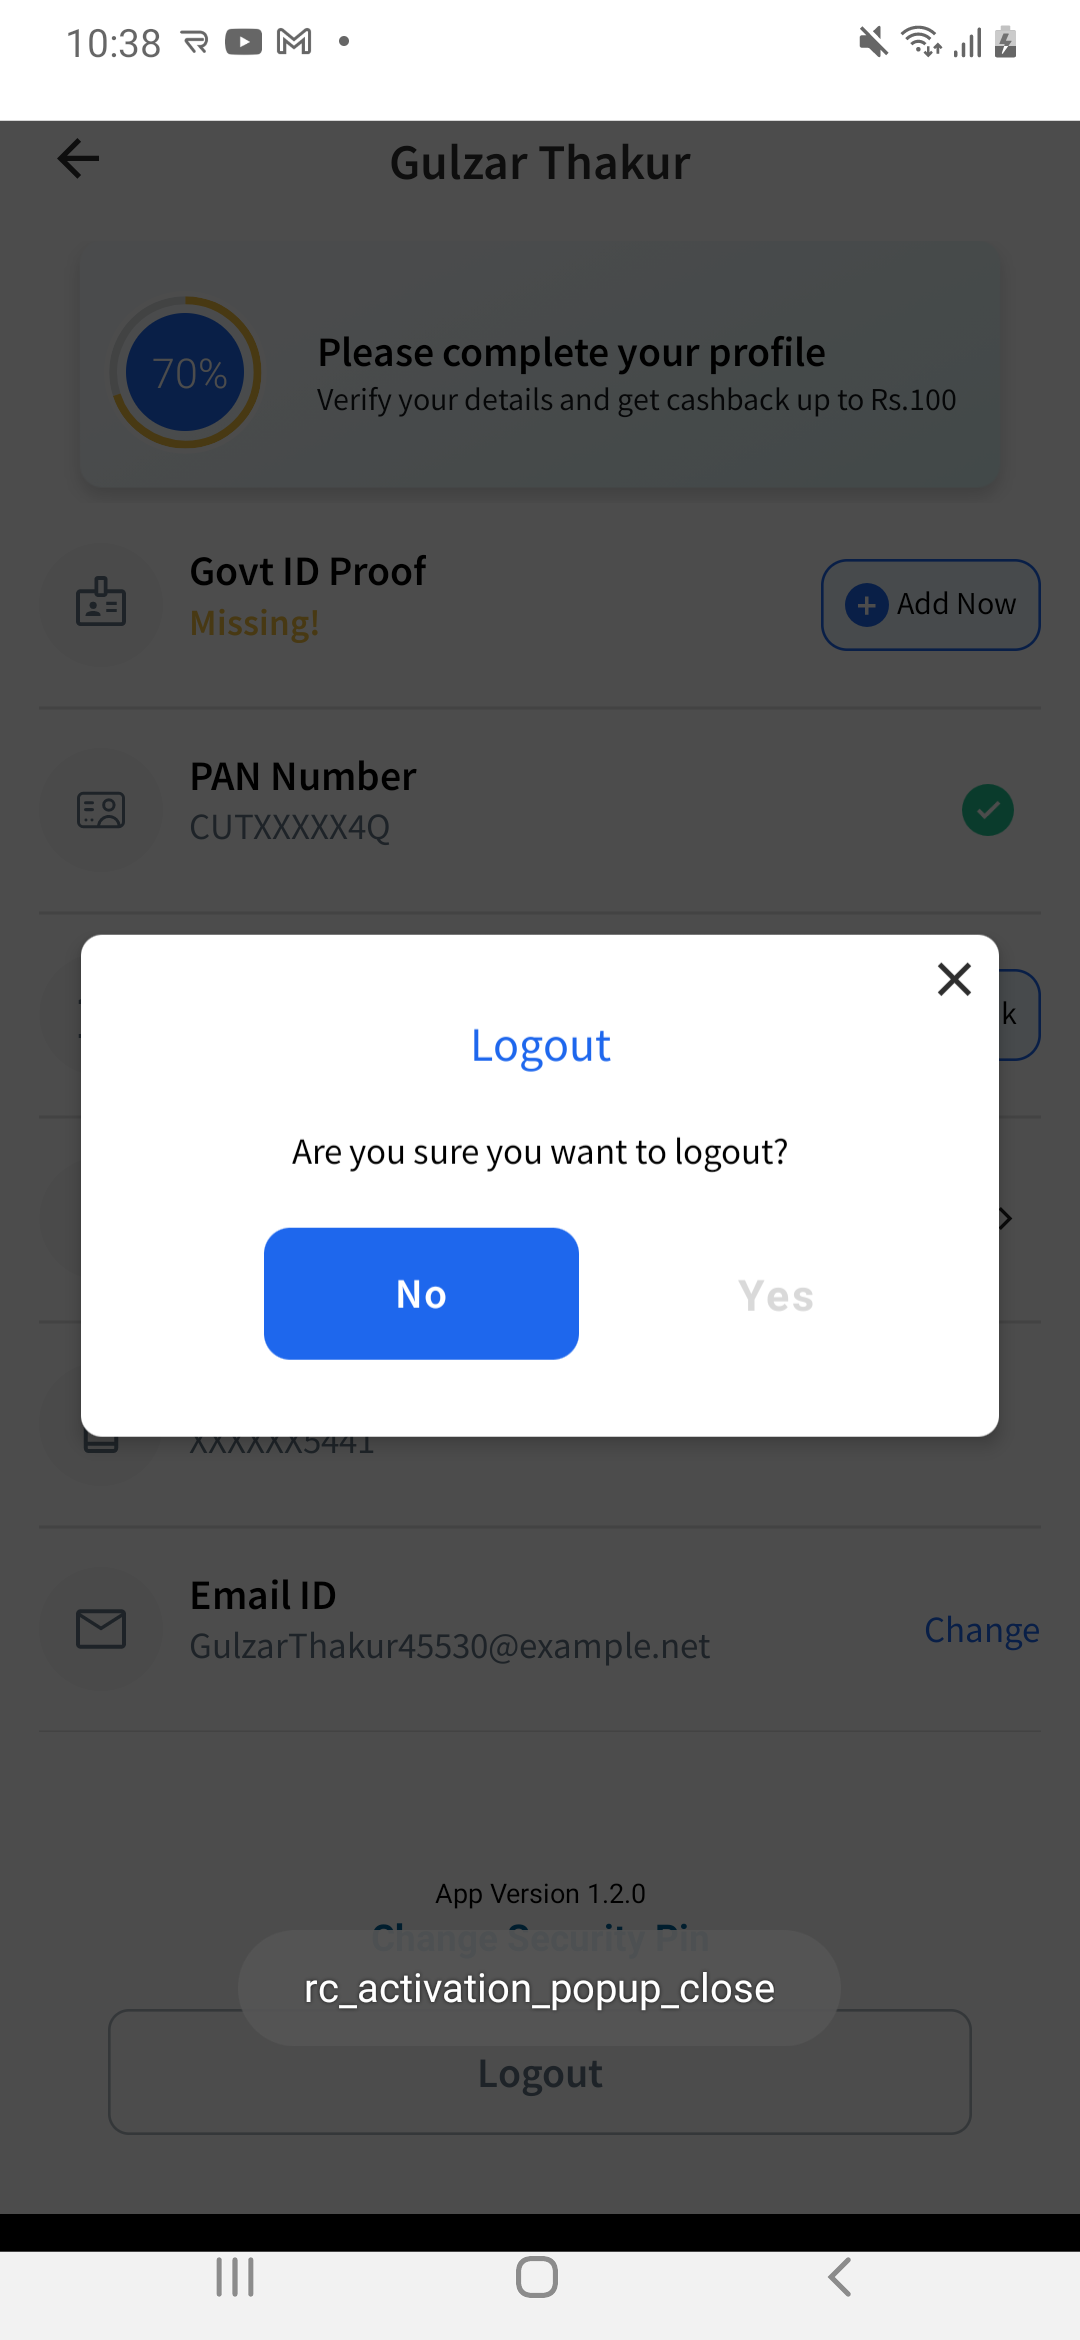 10:38
Gulzar Thakur
70%
Please complete your profile
Verify your details and get cashback up to Rs.100
Govt ID Proof
Missing!
Add Now
PAN Number
CUTXXXXX4Q
k
Logout
Are you sure you want to logout?
No
Yes
XXXXXX5441
Email ID
GulzarThakur45530@example.net
Change
App Version 1.2.0
Change Security Pin
rc_activation_popup_close
Logout